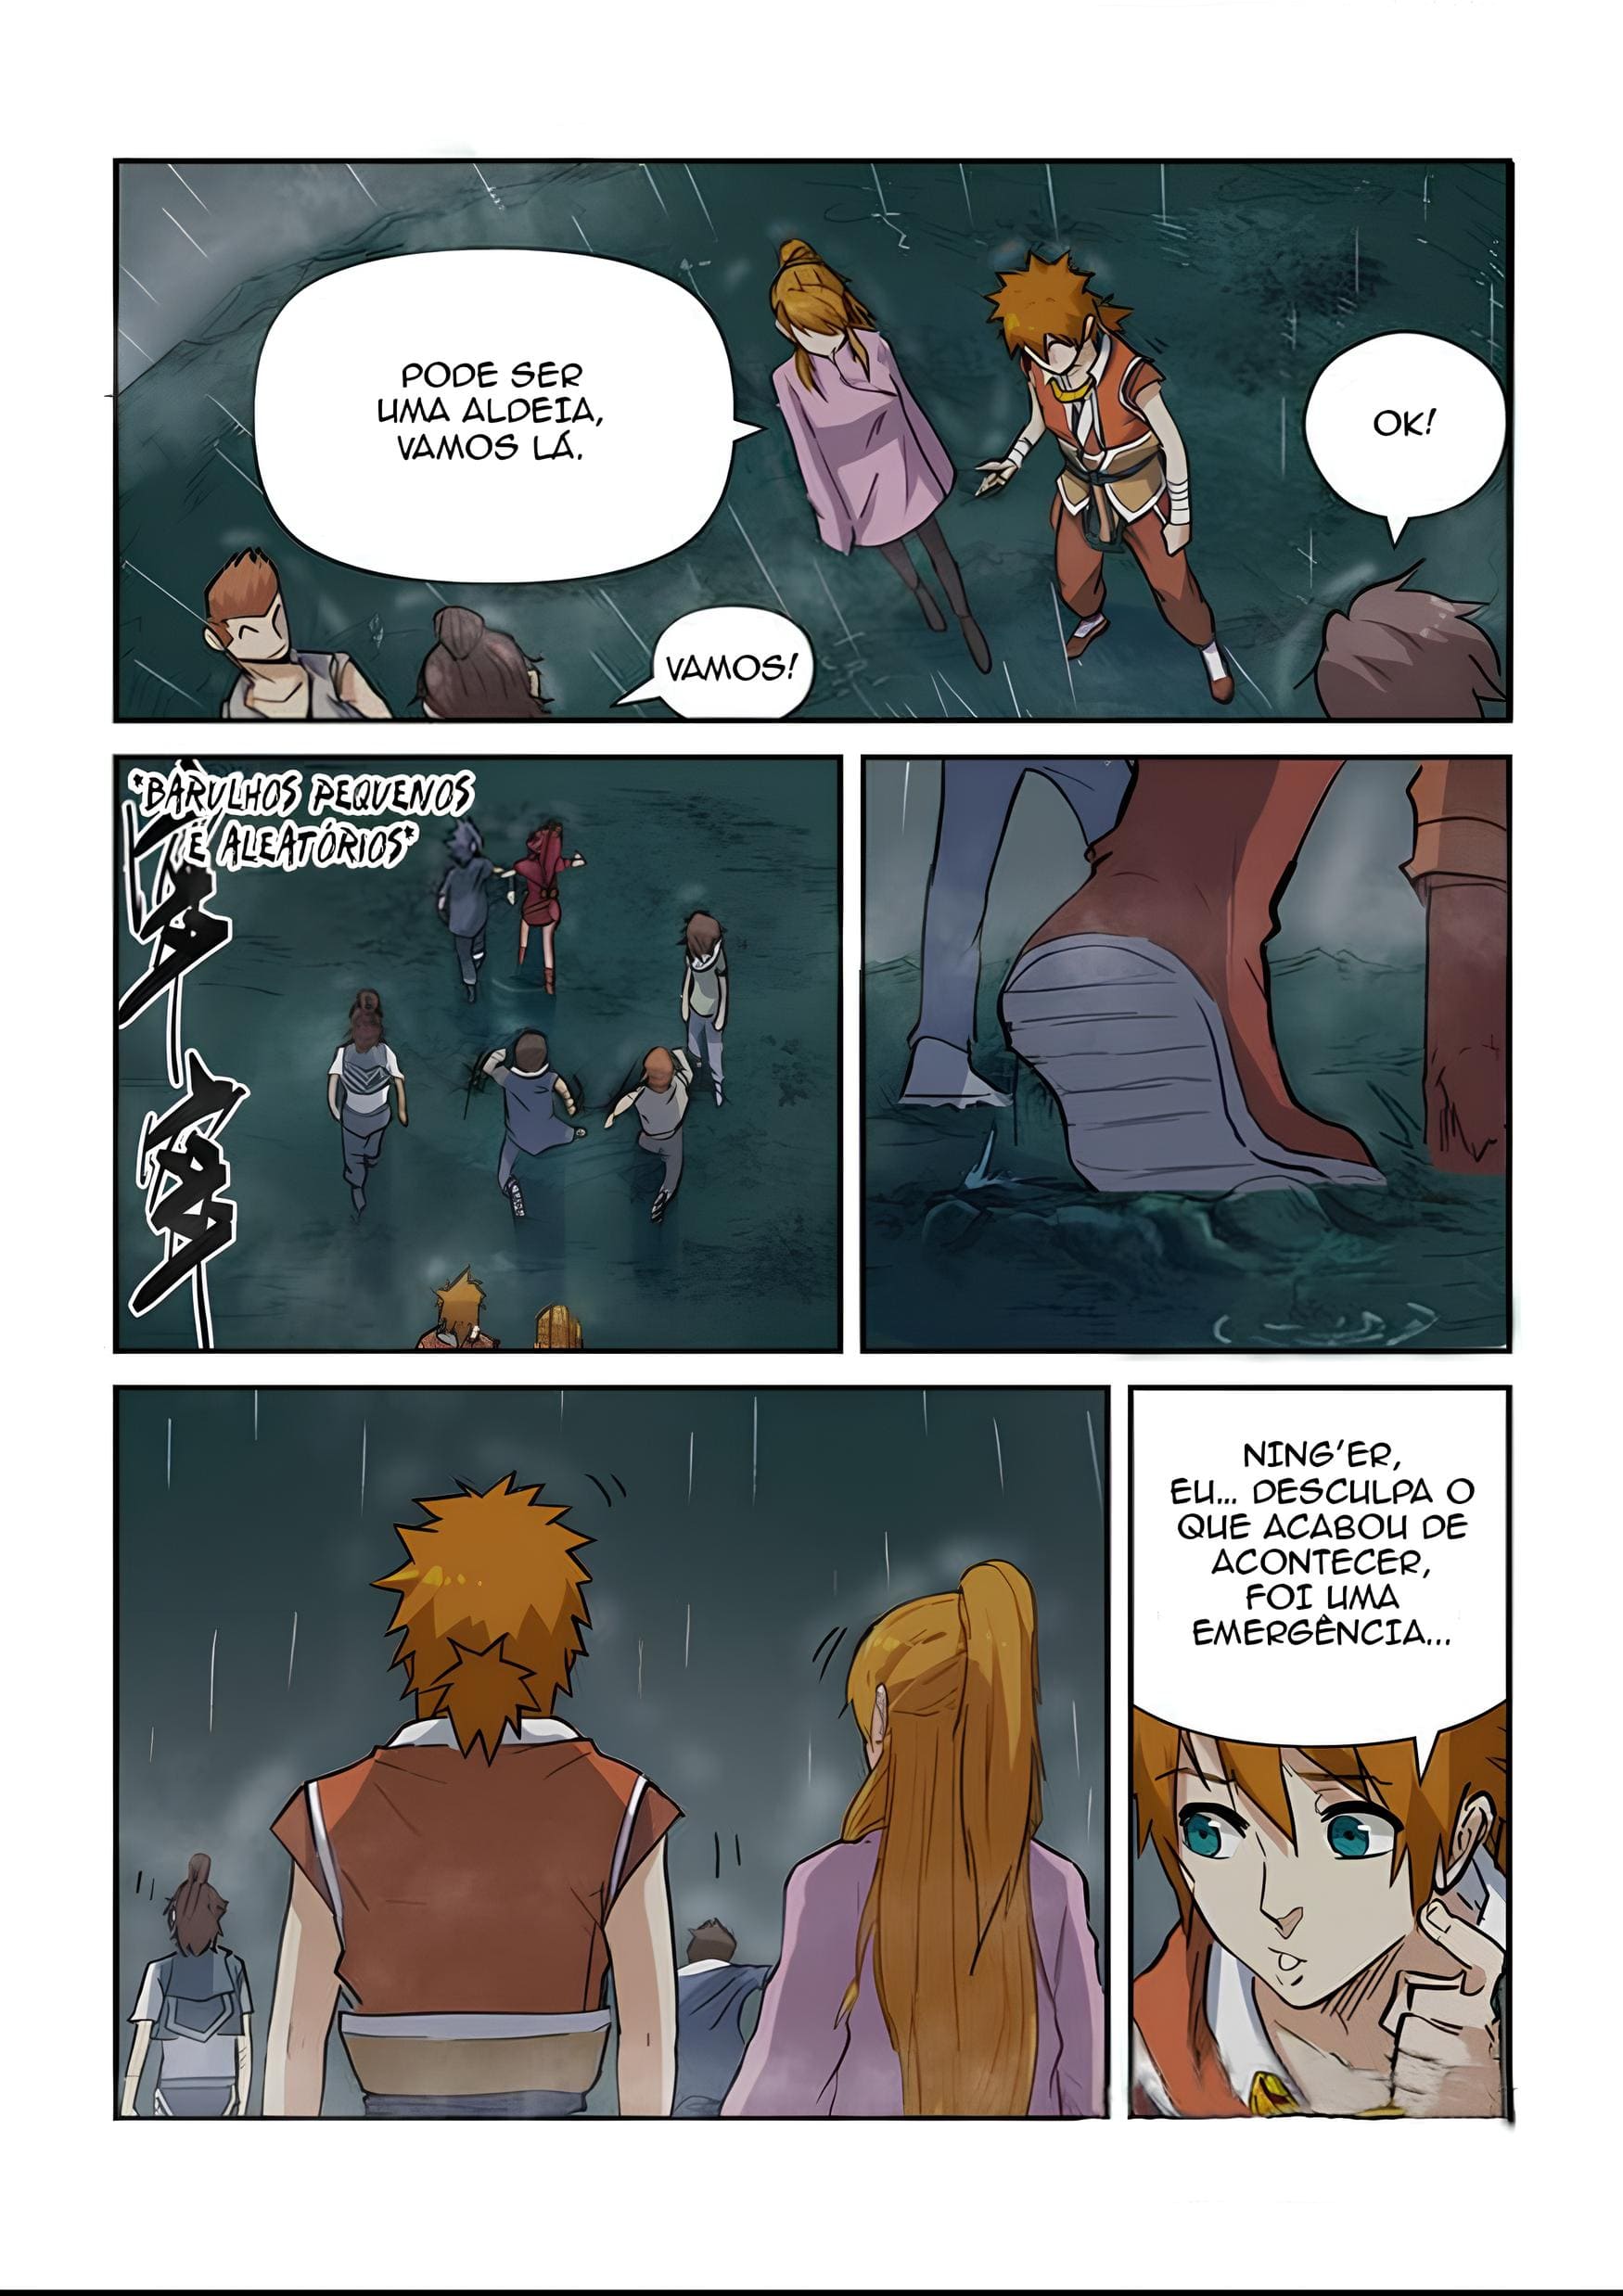 PODE SER
UMA ALDEIA,
VAMOS LÁ.
OK!
VAMOS!
*BARULHOS PEQUENOS
E ALEATÓRIOS*
NING'ER,
EU... DESCULPA O
QUE ACABOU DE
ACONTECER,
FOI UMA
EMERGÊNCIA...